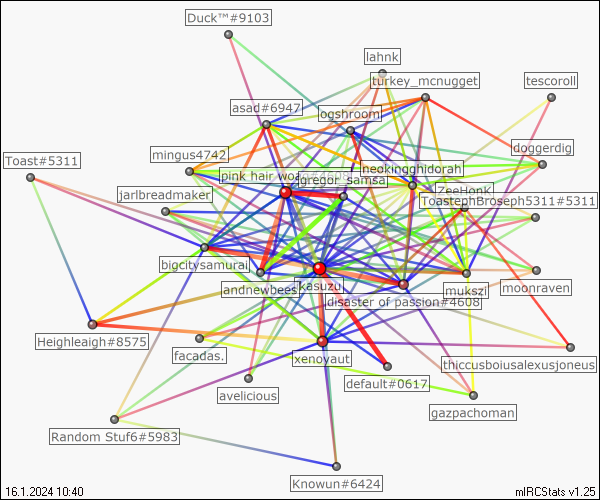 Duck™#9103
lahnk
turkey_mcnugget
tescoroll
asad#6947
ogshroom
doggerdig
mingus4742
Toast#5311
heokingghidorah
pink hair
gregor_samsa
ZeeHonk
jarlbreadmaker
ToastephBroseph5311#5311
bigcitysamurai
andnewbees
kasuzu
mukszi
moonraven
disaster of passion#4608
Heighleaigh#8575
facadas.
xenoyaut
thiccusboiusalexusjoneus
default#0617
avelicious
gazpachoman
Random Stuf6#5983
Knowun#6424
16.1.2024 10:40
mIRCStats v1.25